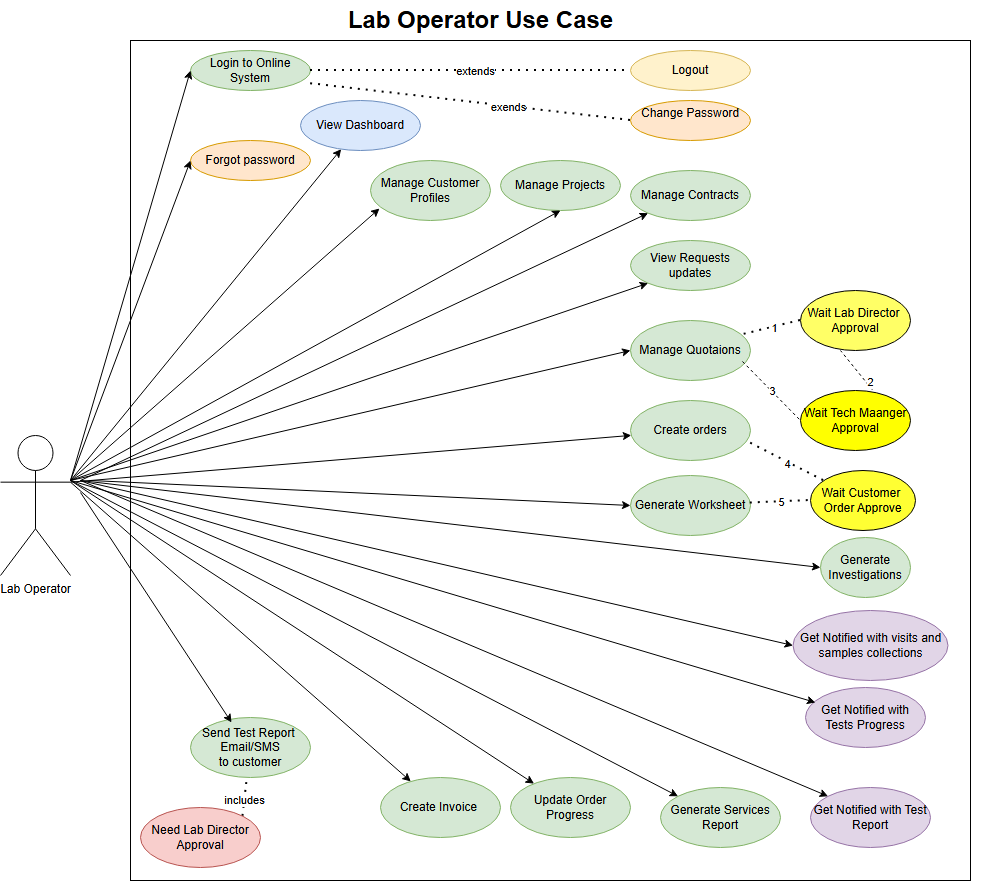 Lab Operator Use Case
Login to Online
System
extends
Logout
exends
Change Password
View Dashboard
Forgot password
Manage Customer
Profiles
Manage Projects
Manage Contracts
View Requests
updates
Manage Quotaions
1
Wait Lab Director
Approval
2
3
Wait Tech Maanger
Approval
Create orders
4
Generate Worksheet
5
Wait Customer
Order Approve
Generate
Investigations
Lab Operator
Get Notified with visits and
samples collections
Get Notified with
Tests Progress
Send Test Report
Email/SMS
to customer
includes
Need Lab Director
Approval
Create Invoice
Update Order
Progress
Generate Services
Report
Get Notified with Test
Report